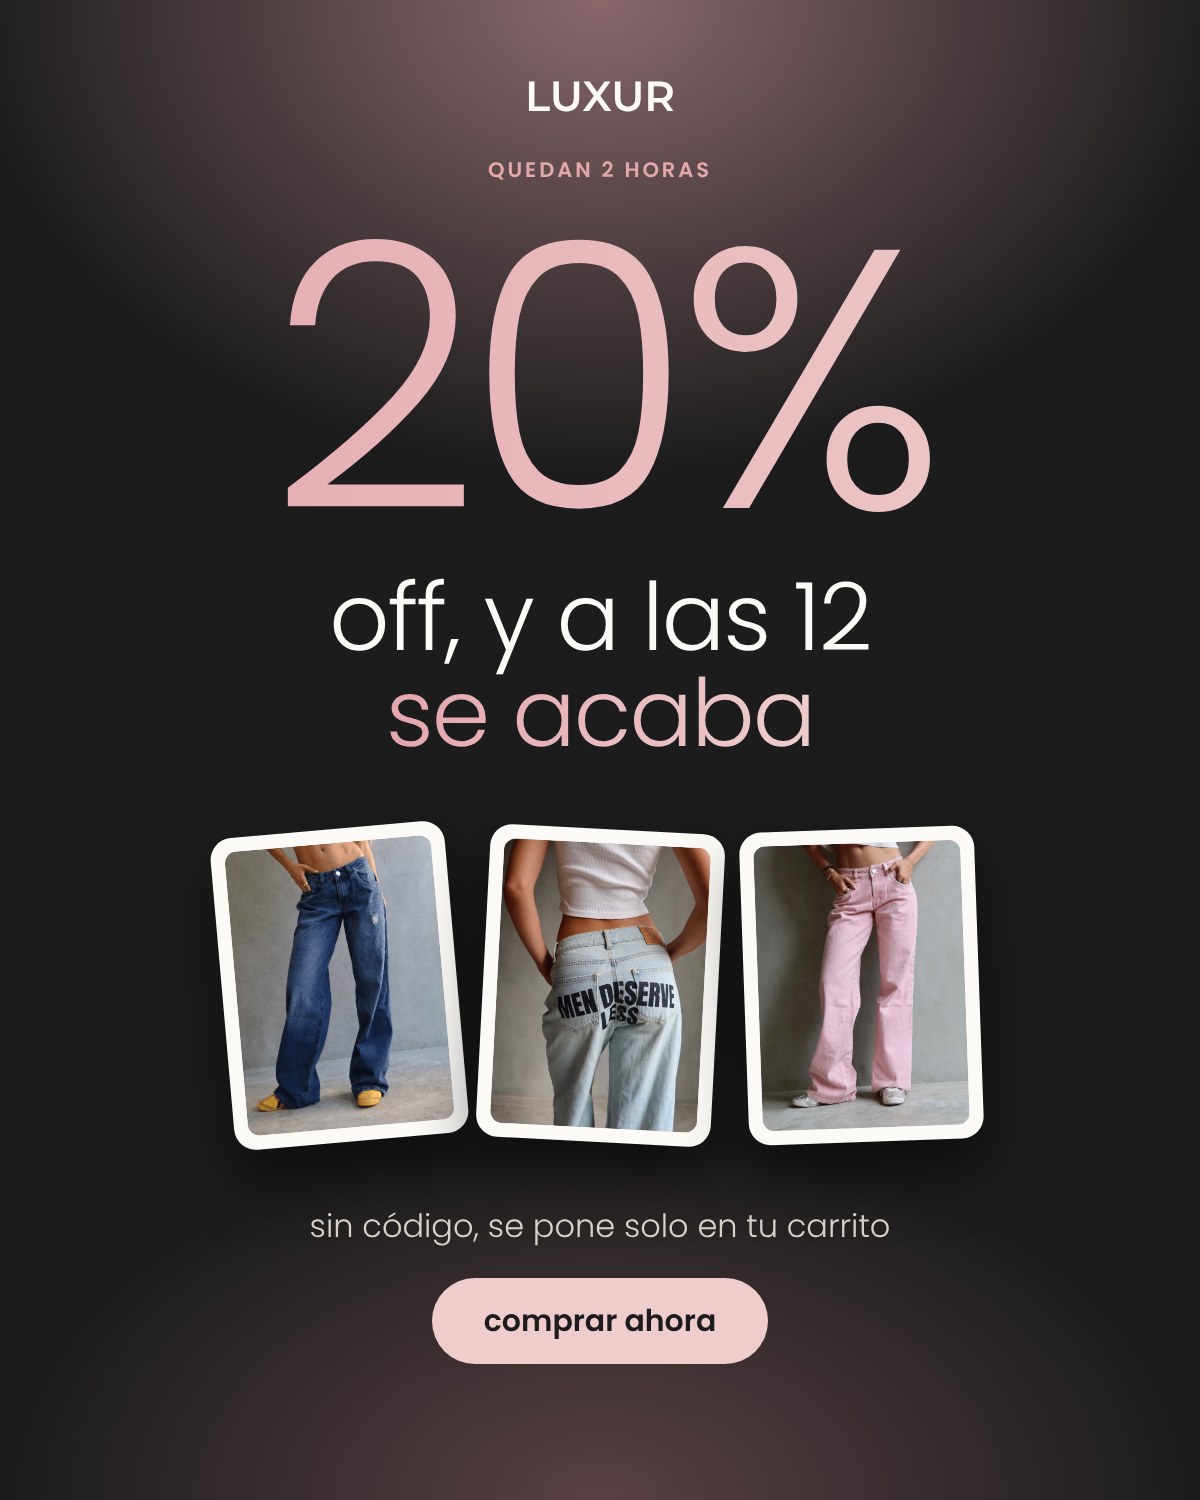 LUXUR
QUEDAN 2 HORAS
20%
off, y a las 12
se acaba
MEN DESERVE
LESS
sin código, se pone solo en tu carrito
comprar ahora